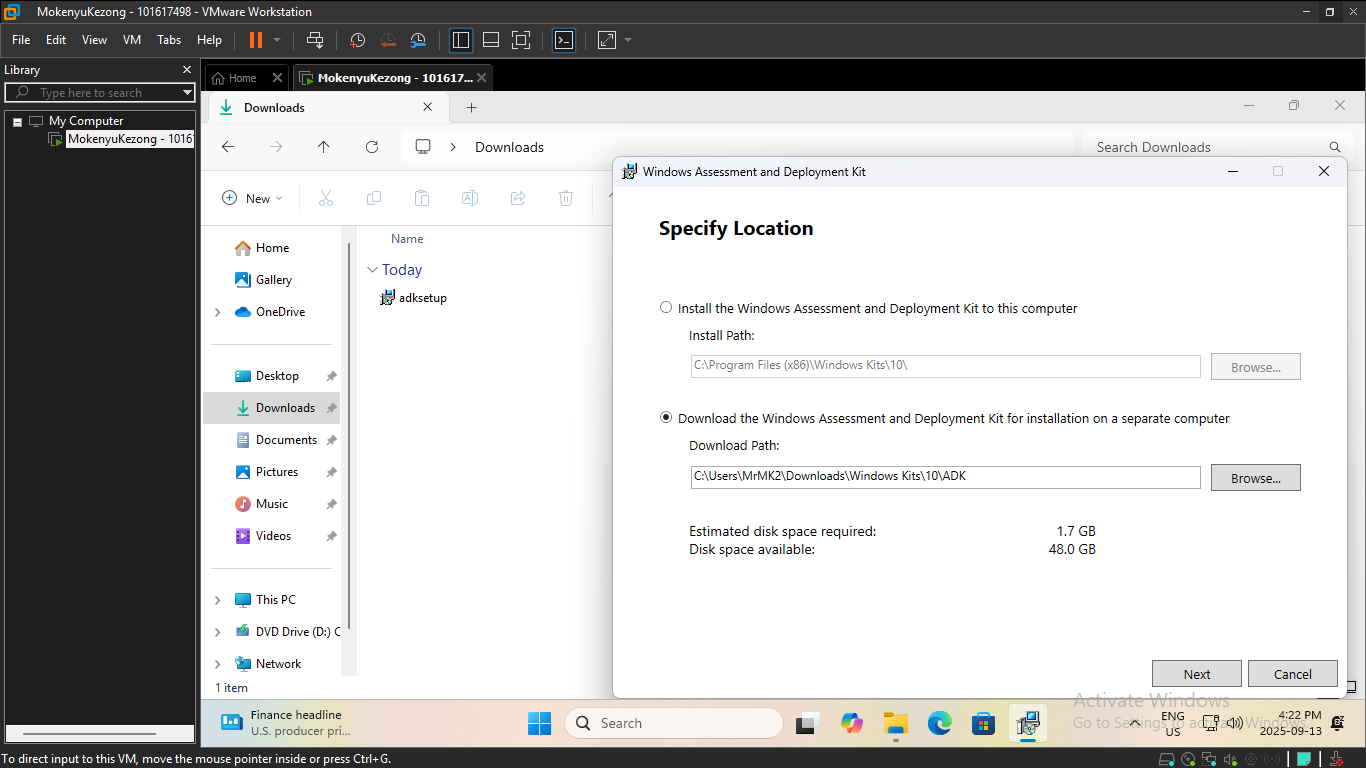 MokenyuKezong - 101617498 - VMware Workstation
File Edit View VM Tabs Help
Library
Home
MokenyuKezong - 101617...
Type here to search
My Computer
MokenyuKezong - 1016
Downloads
Downloads
Search Downloads
New
Home
Gallery
OneDrive
Desktop
Downloads
Documents
Pictures
Music
Videos
This PC
DVD Drive (D:) C
Network
1 item
Name
Today
adksetup
Windows Assessment and Deployment Kit
Specify Location
Install the Windows Assessment and Deployment Kit to this computer
Install Path:
C:\Program Files (x86)\Windows Kits\10\
Browse...
Download the Windows Assessment and Deployment Kit for installation on a separate computer
Download Path:
C:\Users\MrMK2\Downloads\Windows Kits\10\ADK
Browse...
Estimated disk space required: 1.7 GB
Disk space available: 48.0 GB
Next Cancel
Activate Windows
Go to Settings to activate Windows.
Finance headline
U.S. producer pri...
Search
ENG
US
4:22 PM
2025-09-13
To direct input to this VM, move the mouse pointer inside or press Ctrl+G.